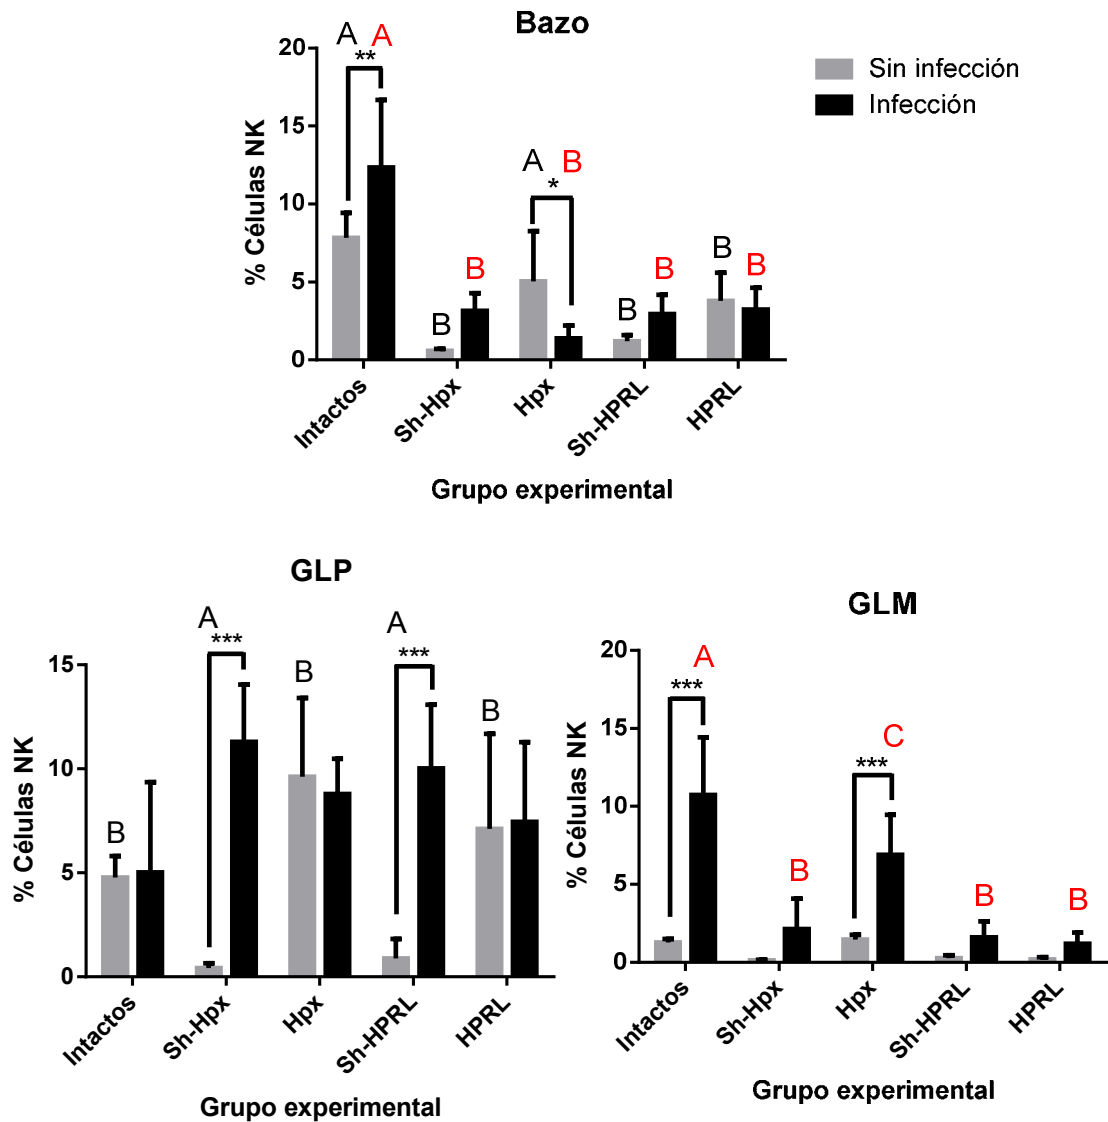 Bazo
A A
**
20
15
10
5
0
% Células NK
A B
*
B B
B B
B B
Sin infección
Infección
Intactos
Sh-Hpx
Hpx
Sh-HPRL
HPRL
Grupo experimental
GLP
A
***
A
***
B
B
B
15
10
5
0
% Células NK
Intactos
Sh-Hpx
Hpx
Sh-HPRL
HPRL
Grupo experimental
GLM
A
***
C
***
B
B
B
20
15
10
5
0
% Células NK
Intactos
Sh-Hpx
Hpx
Sh-HPRL
HPRL
Grupo experimental